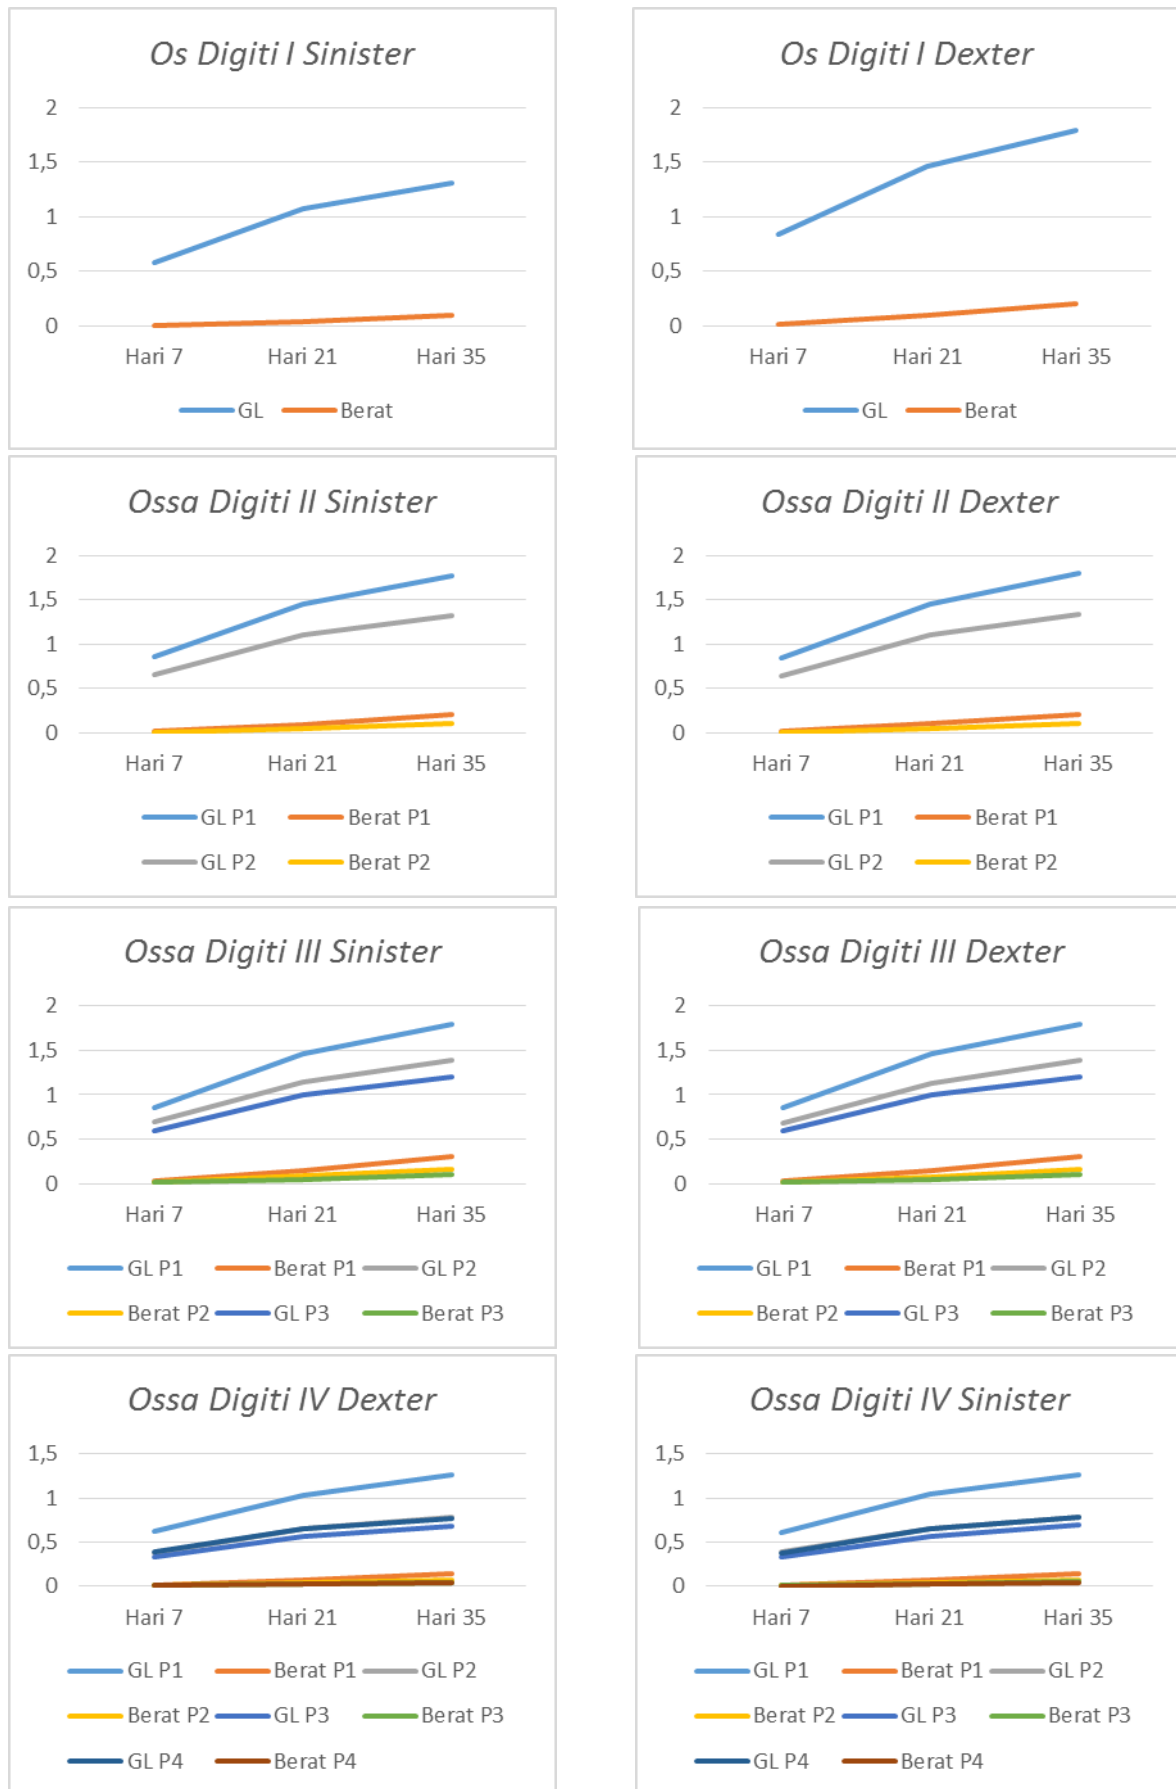 Os Digiti I Sinister
2
1,5
1
0,5
0
Hari 7 Hari 21 Hari 35
GL Berat
Os Digiti I Dexter
2
1,5
1
0,5
0
Hari 7 Hari 21 Hari 35
GL Berat
Ossa Digiti II Sinister
2
1,5
1
0,5
0
Hari 7 Hari 21 Hari 35
GL P1 Berat P1
GL P2 Berat P2
Ossa Digiti II Dexter
2
1,5
1
0,5
0
Hari 7 Hari 21 Hari 35
GL P1 Berat P1
GL P2 Berat P2
Ossa Digiti III Sinister
2
1,5
1
0,5
0
Hari 7 Hari 21 Hari 35
GL P1 Berat P1 GL P2
Berat P2 GL P3 Berat P3
Ossa Digiti III Dexter
2
1,5
1
0,5
0
Hari 7 Hari 21 Hari 35
GL P1 Berat P1 GL P2
Berat P2 GL P3 Berat P3
Ossa Digiti IV Dexter
1,5
1
0,5
0
Hari 7 Hari 21 Hari 35
GL P1 Berat P1 GL P2
Berat P2 GL P3 Berat P3
GL P4 Berat P4
Ossa Digiti IV Sinister
1,5
1
0,5
0
Hari 7 Hari 21 Hari 35
GL P1 Berat P1 GL P2
Berat P2 GL P3 Berat P3
GL P4 Berat P4